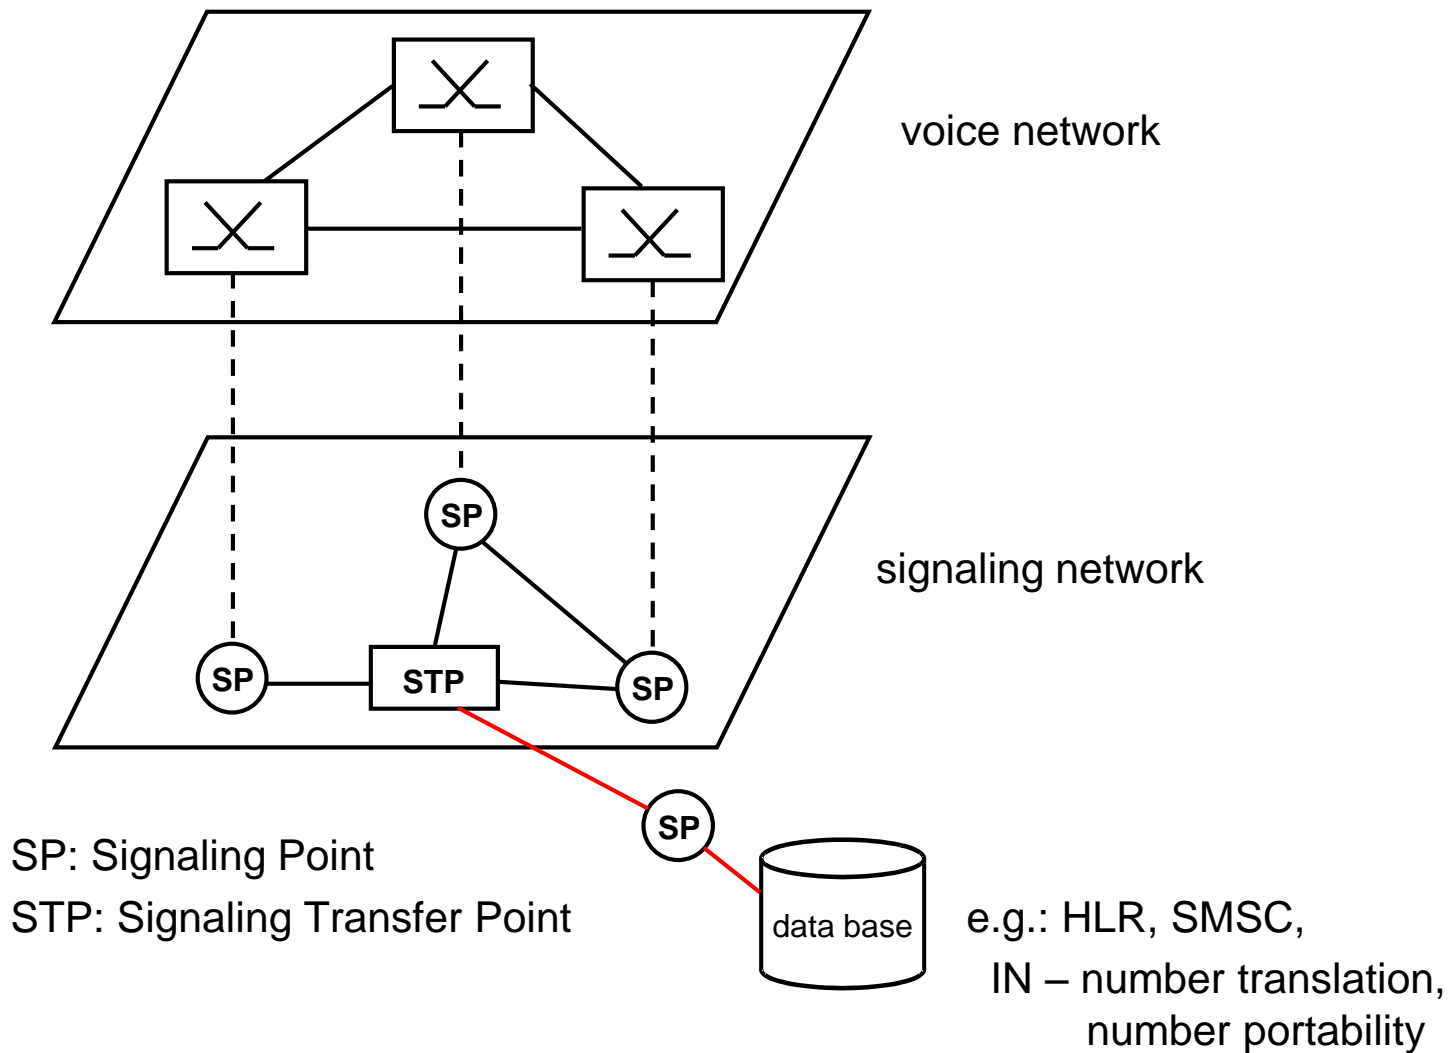 voice network
SP
signaling network
SP
STP
SP
SP
SP: Signaling Point
STP: Signaling Transfer Point
data base
e.g.: HLR, SMSC,
IN – number translation,
number portability